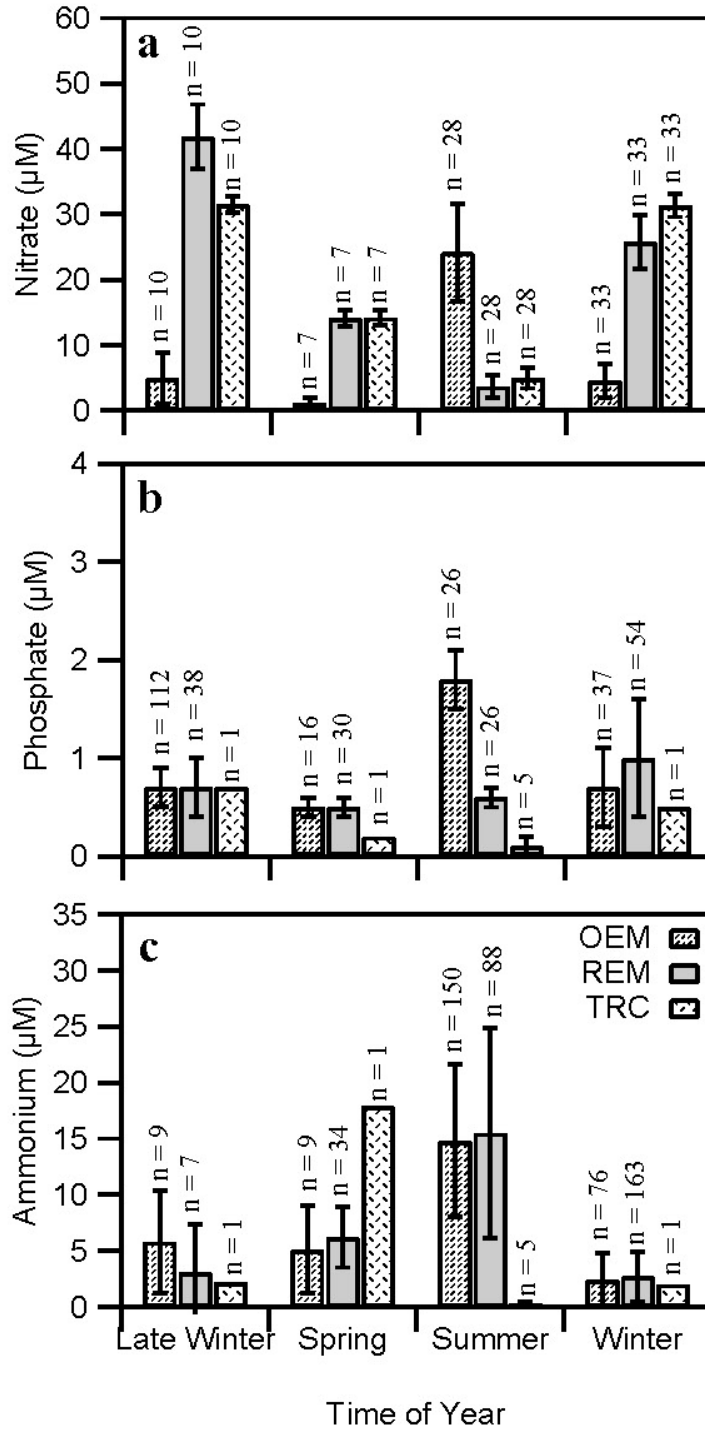 a
60
50
40
30
20
10
0
Nitrate (µM)
n = 10
n = 10
n = 10
n = 7
n = 7
n = 7
n = 28
n = 28
n = 28
n = 33
n = 33
n = 33
b
4
3
2
1
0
Phosphate (µM)
n = 112
n = 38
n = 1
n = 16
n = 30
n = 1
n = 26
n = 26
n = 5
n = 37
n = 54
n = 1
c
35
30
25
20
15
10
5
0
Ammonium (µM)
OEM
REM
TRC
n = 9
n = 7
n = 1
n = 9
n = 34
n = 1
n = 150
n = 88
n = 5
n = 76
n = 163
n = 1
Late Winter Spring Summer Winter
Time of Year